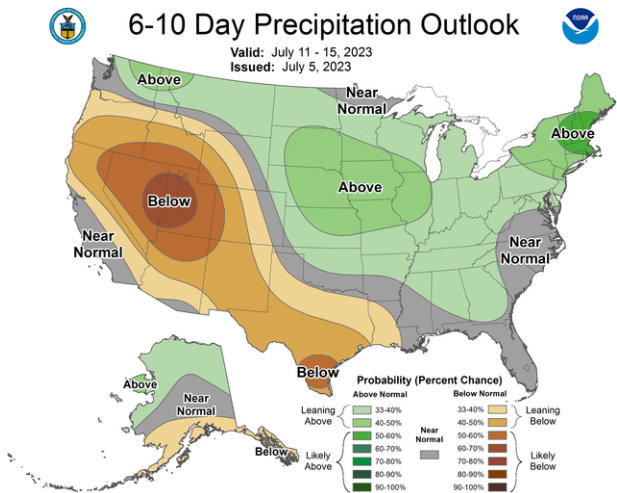 6-10 Day Precipitation Outlook
Valid: July 11 - 15, 2023
Issued: July 5, 2023
NOAA
Above
Near
Normal
Above
Above
Below
Near
Normal
Near
Normal
Below
Above
Near
Normal
Below
Probability (Percent Chance)
Above Normal
Below Normal
Leaning
Above
33-40%
40-50%
Likely
Above
50-60%
60-70%
70-80%
80-90%
90-100%
Near
Normal
33-40%
40-50%
Leaning
Below
50-60%
60-70%
70-80%
80-90%
90-100%
Likely
Below